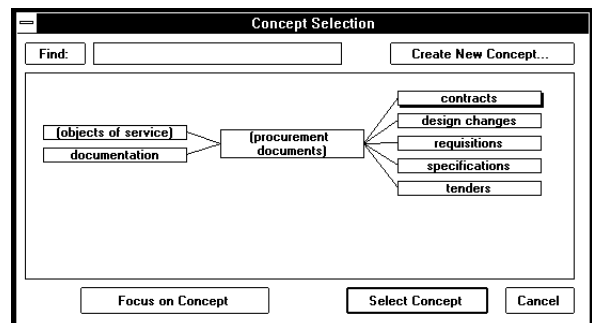 Concept Selection
Find:
Create New Concept...
(objects of service)
documentation
(procurement
documents)
contracts
design changes
requisitions
specifications
tenders
Focus on Concept
Select Concept
Cancel